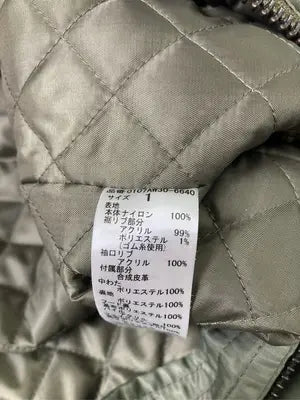 品番 0107AW30-6640
サイズ 1
表地
本体ナイロン 100%
裾リブ部分
アクリル 99%
ポリエステル 1%
(ゴム糸使用)
袖口リブ
アクリル 100%
付属部分
合成皮革
中わた
ポリエステル100%
裏地 ポリエステル100%
ポリエステル100%